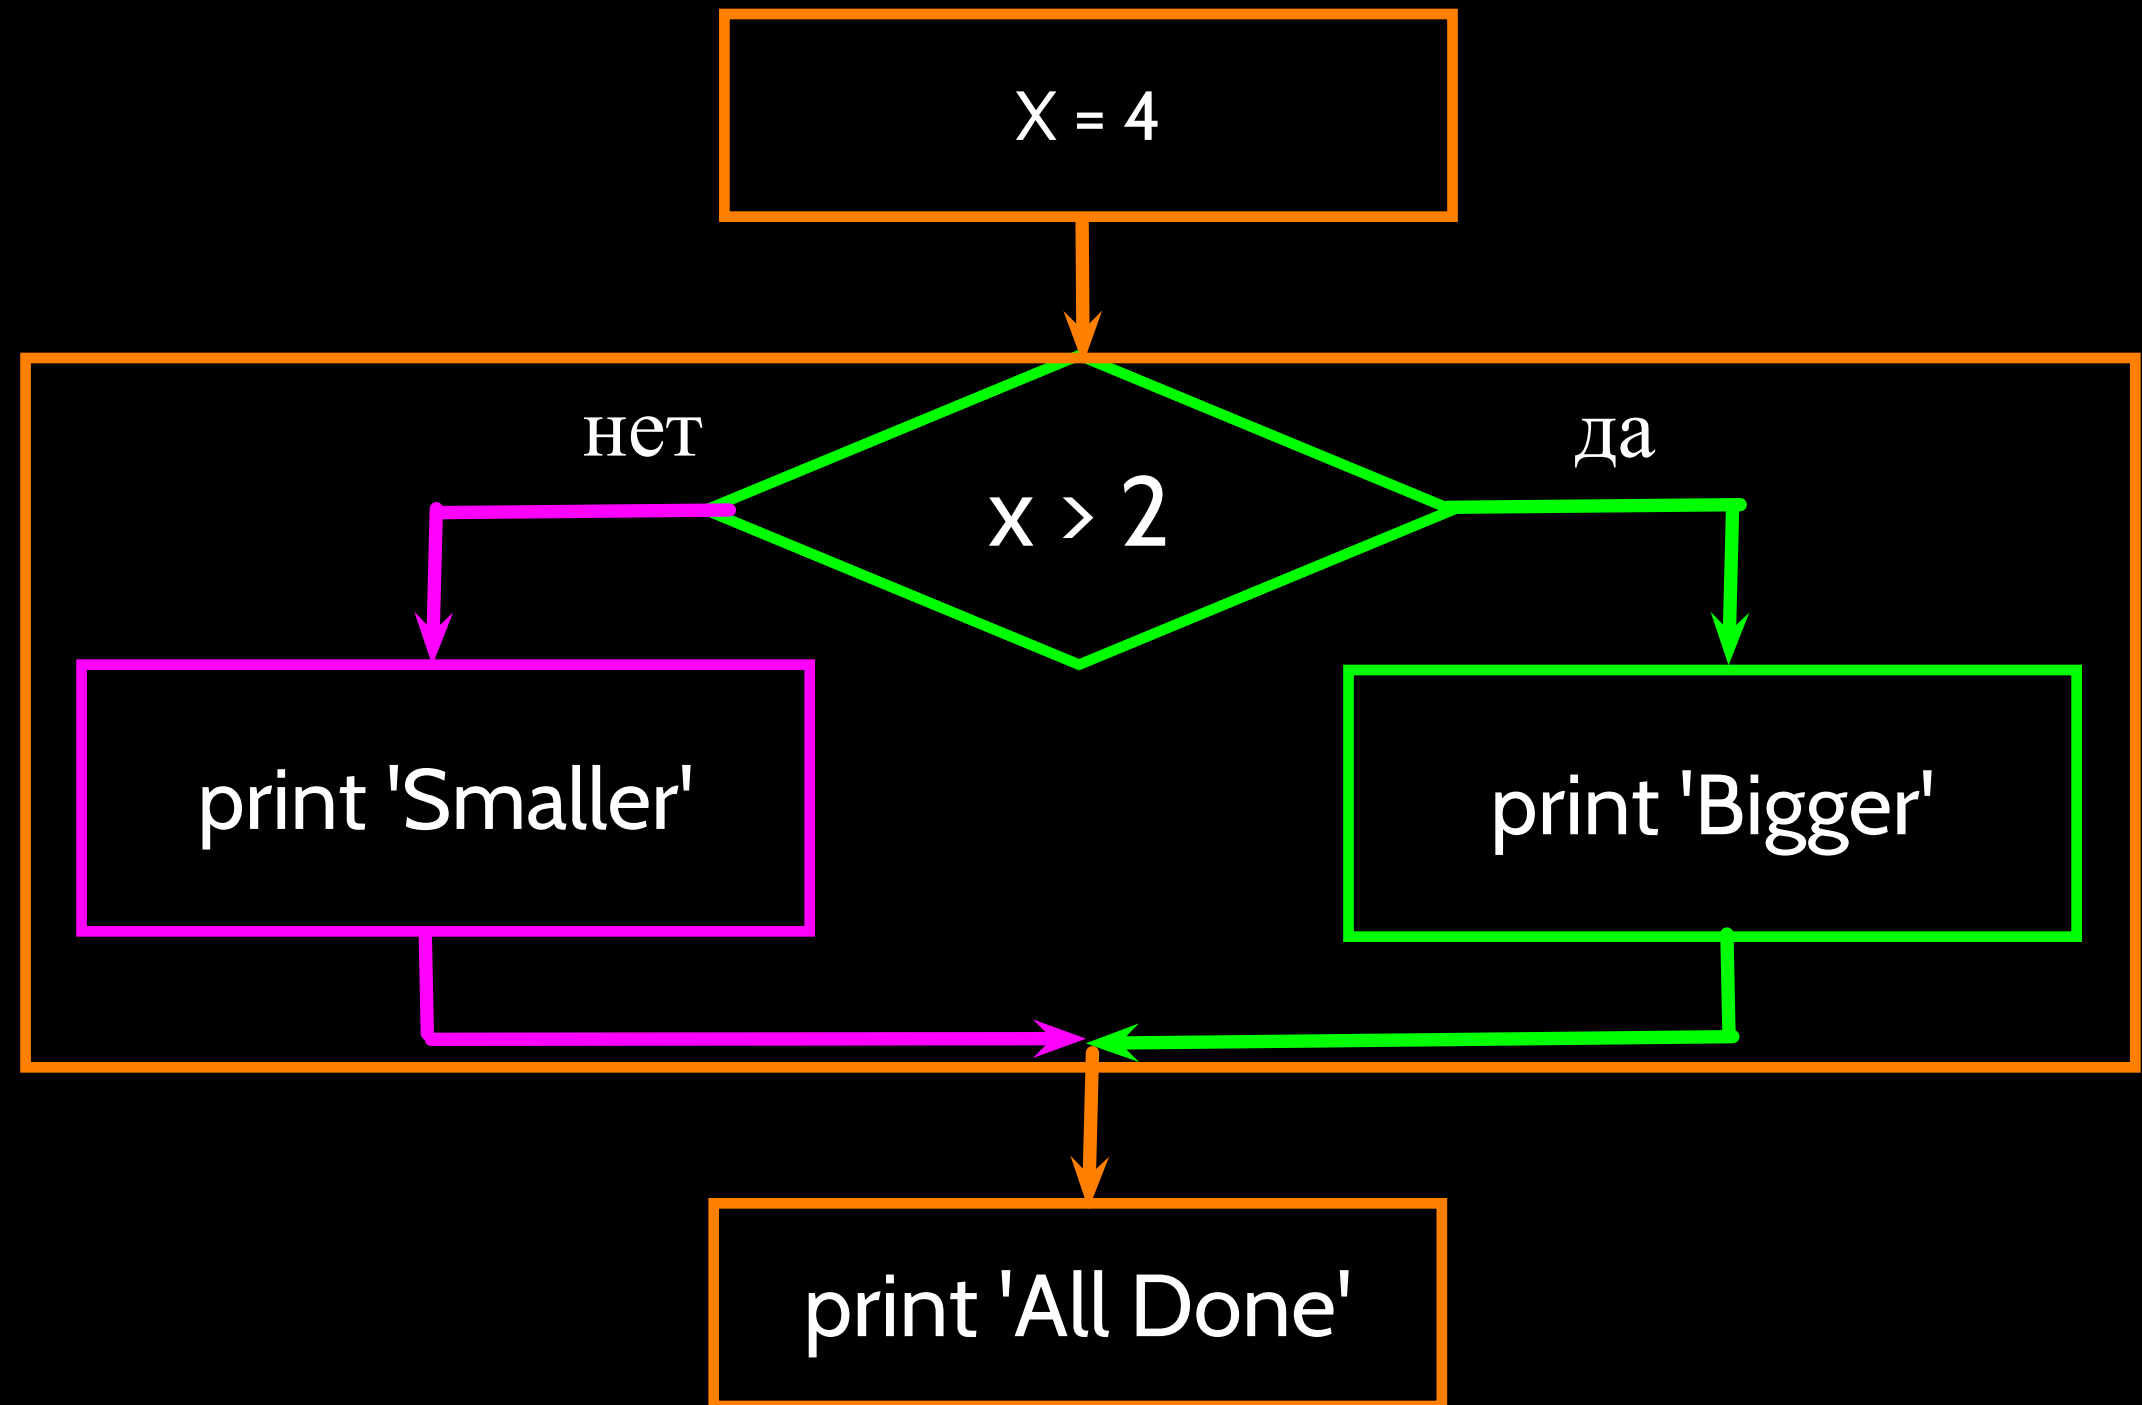 X = 4
нет
да
x > 2
print 'Smaller'
print 'Bigger'
print 'All Done'